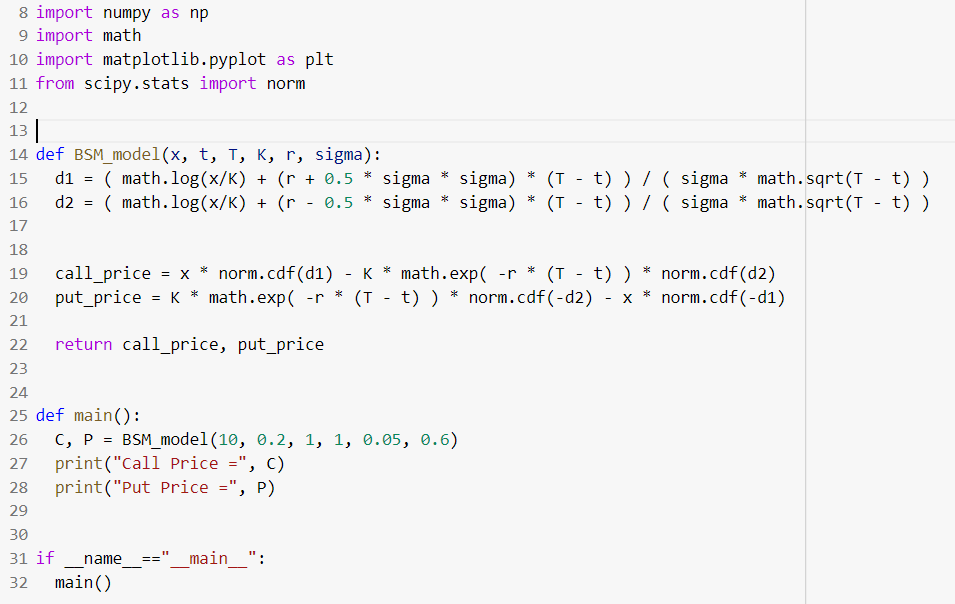 8 import numpy as np
9 import math
10 import matplotlib.pyplot as plt
11 from scipy.stats import norm
12
13
14 def BSM_model(x, t, T, K, r, sigma):
15   d1 = ( math.log(x/K) + (r + 0.5 * sigma * sigma) * (T - t) ) / ( sigma * math.sqrt(T - t) )
16   d2 = ( math.log(x/K) + (r - 0.5 * sigma * sigma) * (T - t) ) / ( sigma * math.sqrt(T - t) )
17
18
19   call_price = x * norm.cdf(d1) - K * math.exp( -r * (T - t) ) * norm.cdf(d2)
20   put_price = K * math.exp( -r * (T - t) ) * norm.cdf(-d2) - x * norm.cdf(-d1)
21
22   return call_price, put_price
23
24
25 def main():
26   C, P = BSM_model(10, 0.2, 1, 1, 0.05, 0.6)
27   print("Call Price =", C)
28   print("Put Price =", P)
29
30
31 if __name__=="__main__":
32   main()